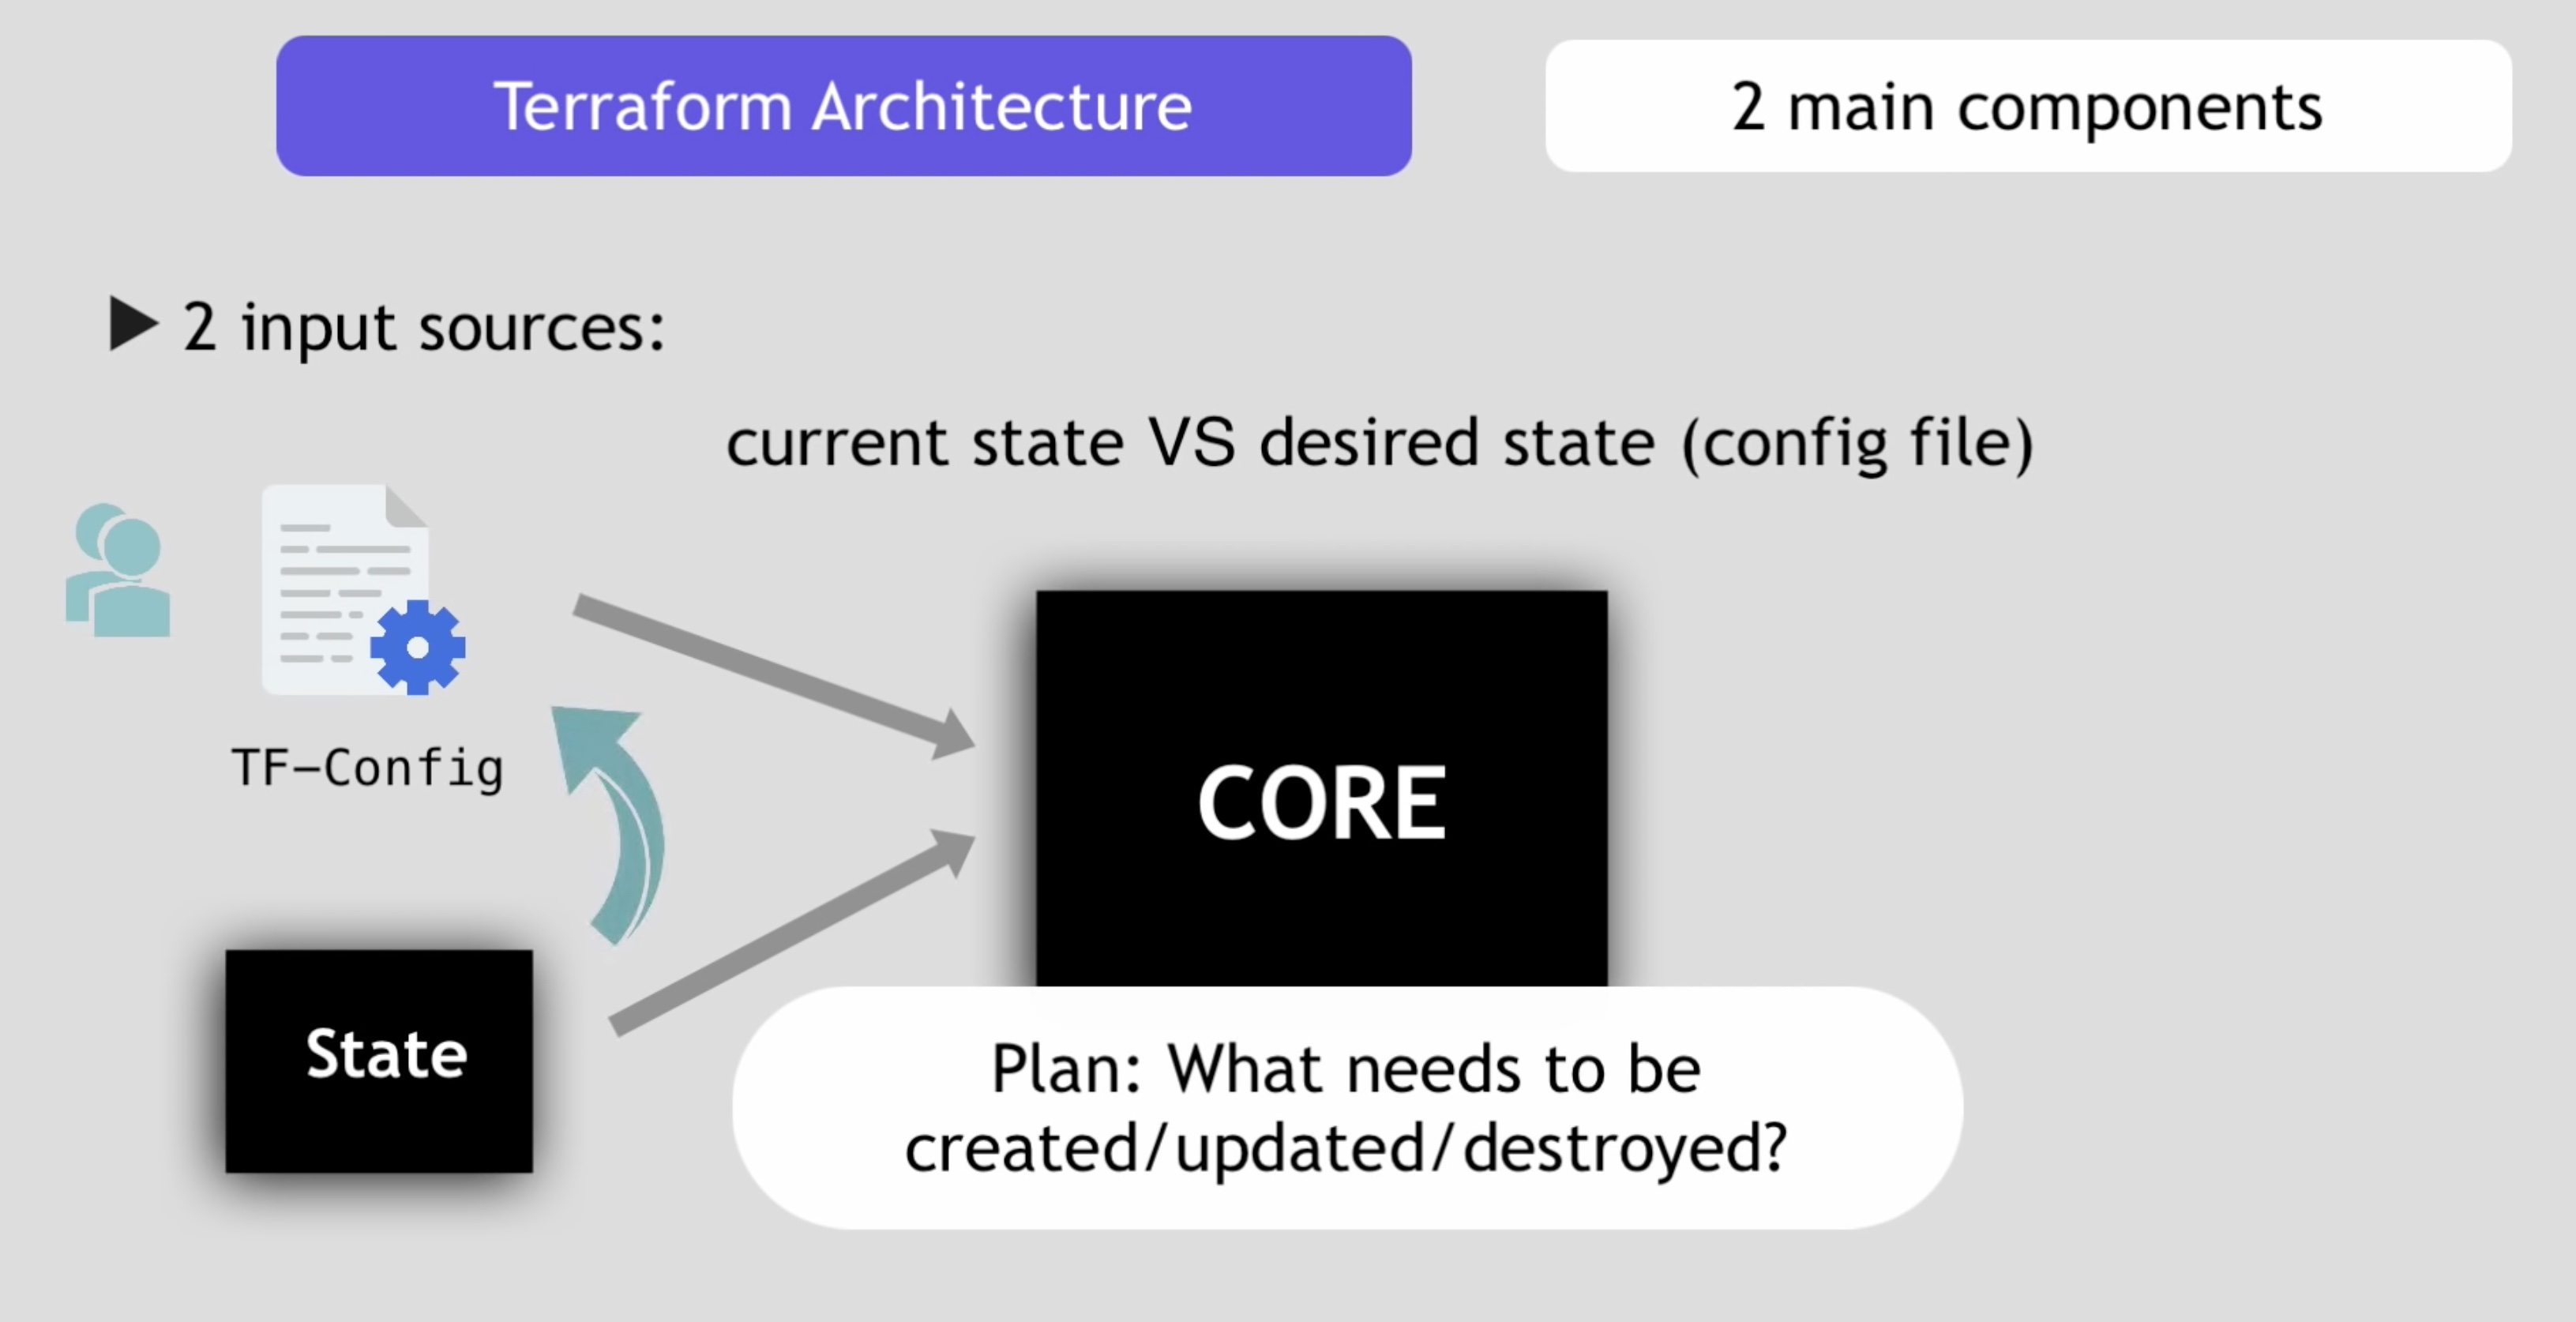 Terraform Architecture
2 main components
2 input sources:
current state VS desired state (config file)
TF-Config
CORE
State
Plan: What needs to be
created/updated/destroyed?